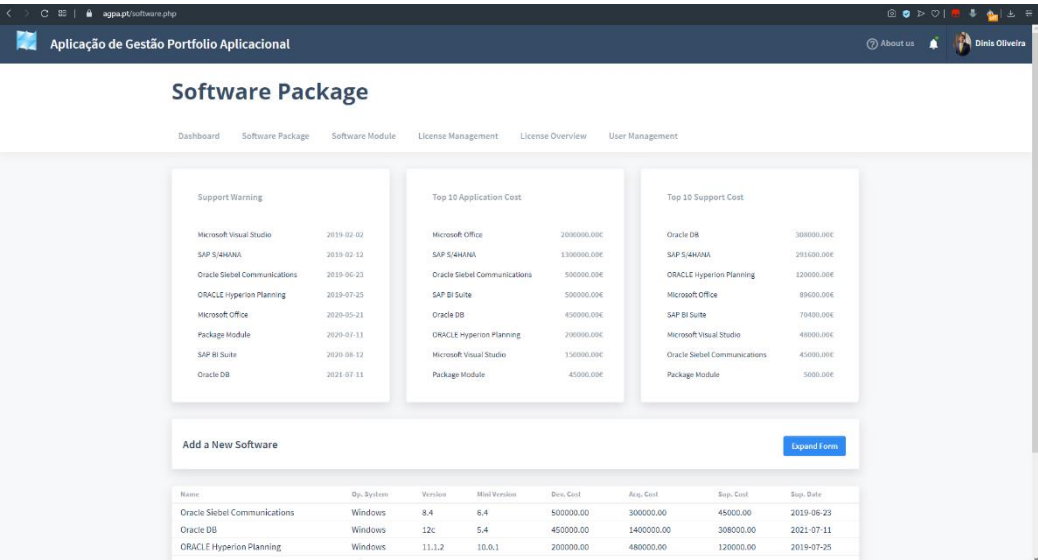 agpa.pt/software.php
Aplicação de Gestão Portfolio Aplicacional
About us
Dinis Oliveira
Software Package
Dashboard Software Package Software Module License Management License Overview User Management
Support Warning
Microsoft Visual Studio 2019-02-02
SAP S/4HANA 2019-02-12
Oracle Siebel Communications 2019-06-23
ORACLE Hyperion Planning 2019-07-25
Microsoft Office 2020-05-21
Package Module 2020-07-11
SAP BI Suite 2020-08-12
Oracle DB 2021-07-11
Top 10 Application Cost
Microsoft Office 2000000.00€
SAP S/4HANA 1300000.00€
Oracle Siebel Communications 500000.00€
SAP BI Suite 500000.00€
Oracle DB 450000.00€
ORACLE Hyperion Planning 200000.00€
Microsoft Visual Studio 150000.00€
Package Module 45000.00€
Top 10 Support Cost
Oracle DB 308000.00€
SAP S/4HANA 291600.00€
ORACLE Hyperion Planning 120000.00€
Microsoft Office 89600.00€
SAP BI Suite 70400.00€
Microsoft Visual Studio 48000.00€
Oracle Siebel Communications 45000.00€
Package Module 5000.00€
Add a New Software
Expand Form
Name Op. System Version Mini Version Dev. Cost Acq. Cost Sup. Cost Sup. Date
Oracle Siebel Communications Windows 8.4 6.4 500000.00 300000.00 45000.00 2019-06-23
Oracle DB Windows 12c 5.4 450000.00 1400000.00 308000.00 2021-07-11
ORACLE Hyperion Planning Windows 11.1.2 10.0.1 200000.00 480000.00 120000.00 2019-07-25